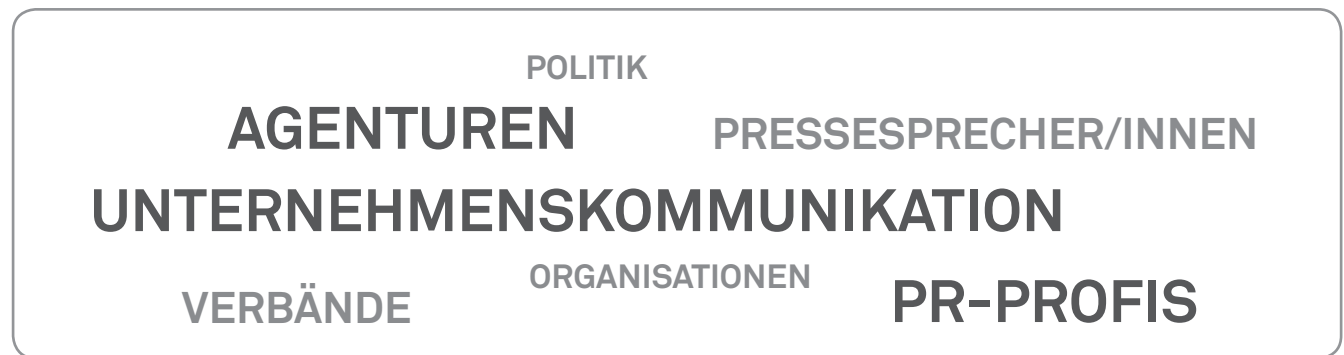 POLITIK
AGENTUREN
PRESSESPRECHER/INNEN
UNTERNEHMENSKOMMUNIKATION
ORGANISATIONEN
VERBÄNDE
PR-PROFIS